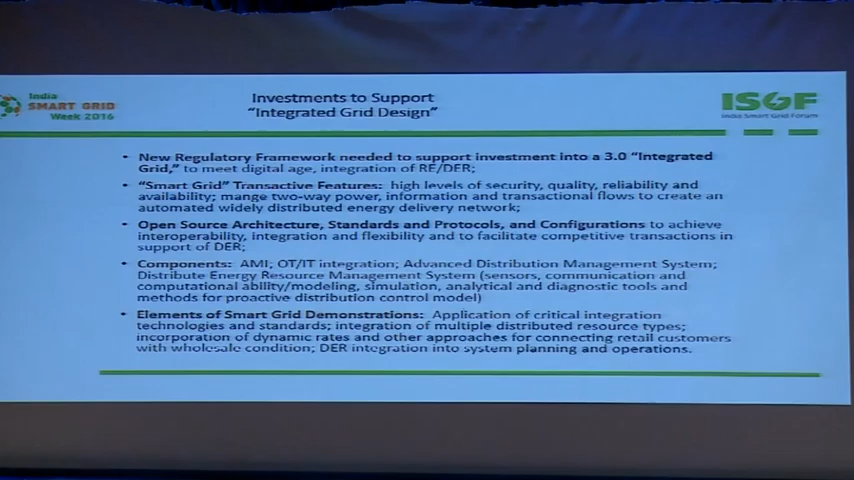 India
SMART GRID
Week 2016
Investments to Support
"Integrated Grid Design"
ISGF
India Smart Grid Forum
• New Regulatory Framework needed to support investment into a 3.0 "Integrated
Grid," to meet digital age, integration of RE/DER;
• "Smart Grid" Transactive Features: high levels of security, quality, reliability and
availability; mange two-way power, information and transactional flows to create an
automated widely distributed energy delivery network;
• Open Source Architecture, Standards and Protocols, and Configurations to achieve
interoperability, integration and flexibility and to facilitate competitive transactions in
support of DER;
• Components: AMI; OT/IT integration; Advanced Distribution Management System;
Distribute Energy Resource Management System (sensors, communication and
computational ability/modeling, simulation, analytical and diagnostic tools and
methods for proactive distribution control model)
• Elements of Smart Grid Demonstrations: Application of critical integration
technologies and standards; integration of multiple distributed resource types;
incorporation of dynamic rates and other approaches for connecting retail customers
with wholesale condition; DER integration into system planning and operations.